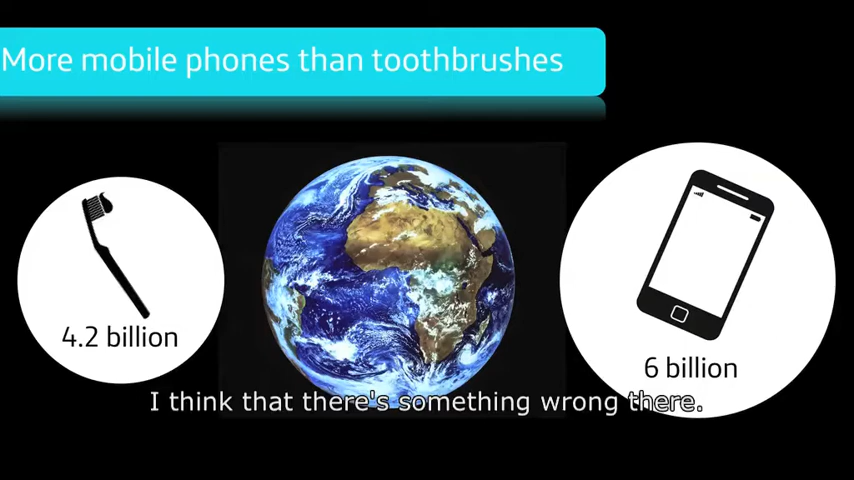 More mobile phones than toothbrushes
4.2 billion
6 billion
I think that there's something wrong there.